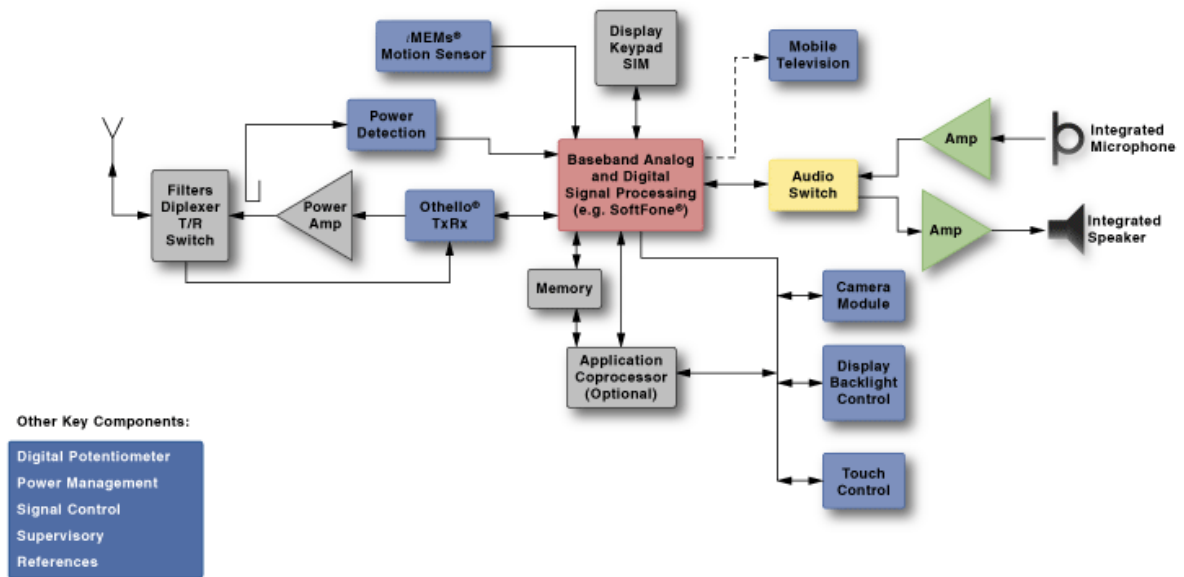 iMEMs®
Motion Sensor
Display
Keypad
SIM
Mobile
Television
Power
Detection
Baseband Analog
and Digital
Signal Processing
(e.g. SoftFone®)
Amp
Integrated
Microphone
Filters
Diplexer
T/R
Switch
Power
Amp
Othello®
TxRx
Audio
Switch
Amp
Integrated
Speaker
Memory
Camera
Module
Application
Coprocessor
(Optional)
Display
Backlight
Control
Touch
Control
Other Key Components:
Digital Potentiometer
Power Management
Signal Control
Supervisory
References